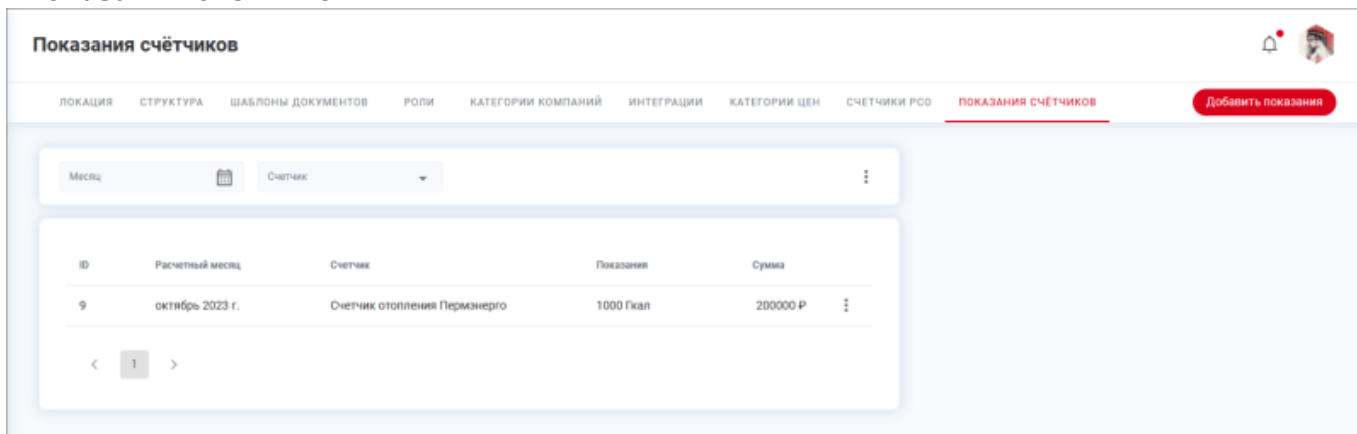 Показания счётчиков
ЛОКАЦИЯ СТРУКТУРА ШАБЛОНЫ ДОКУМЕНТОВ РОЛИ КАТЕГОРИИ КОМПАНИЙ ИНТЕГРАЦИИ КАТЕГОРИИ ЦЕН СЧЕТЧИКИ РСО ПОКАЗАНИЯ СЧЁТЧИКОВ Добавить показания
Месяц Счетчик
ID Расчетный месяц Счетчик Показания Сумма
9 октябрь 2023 г. Счетчик отопления Пермэнерго 1000 Гкал 200000 ₽
< 1 >